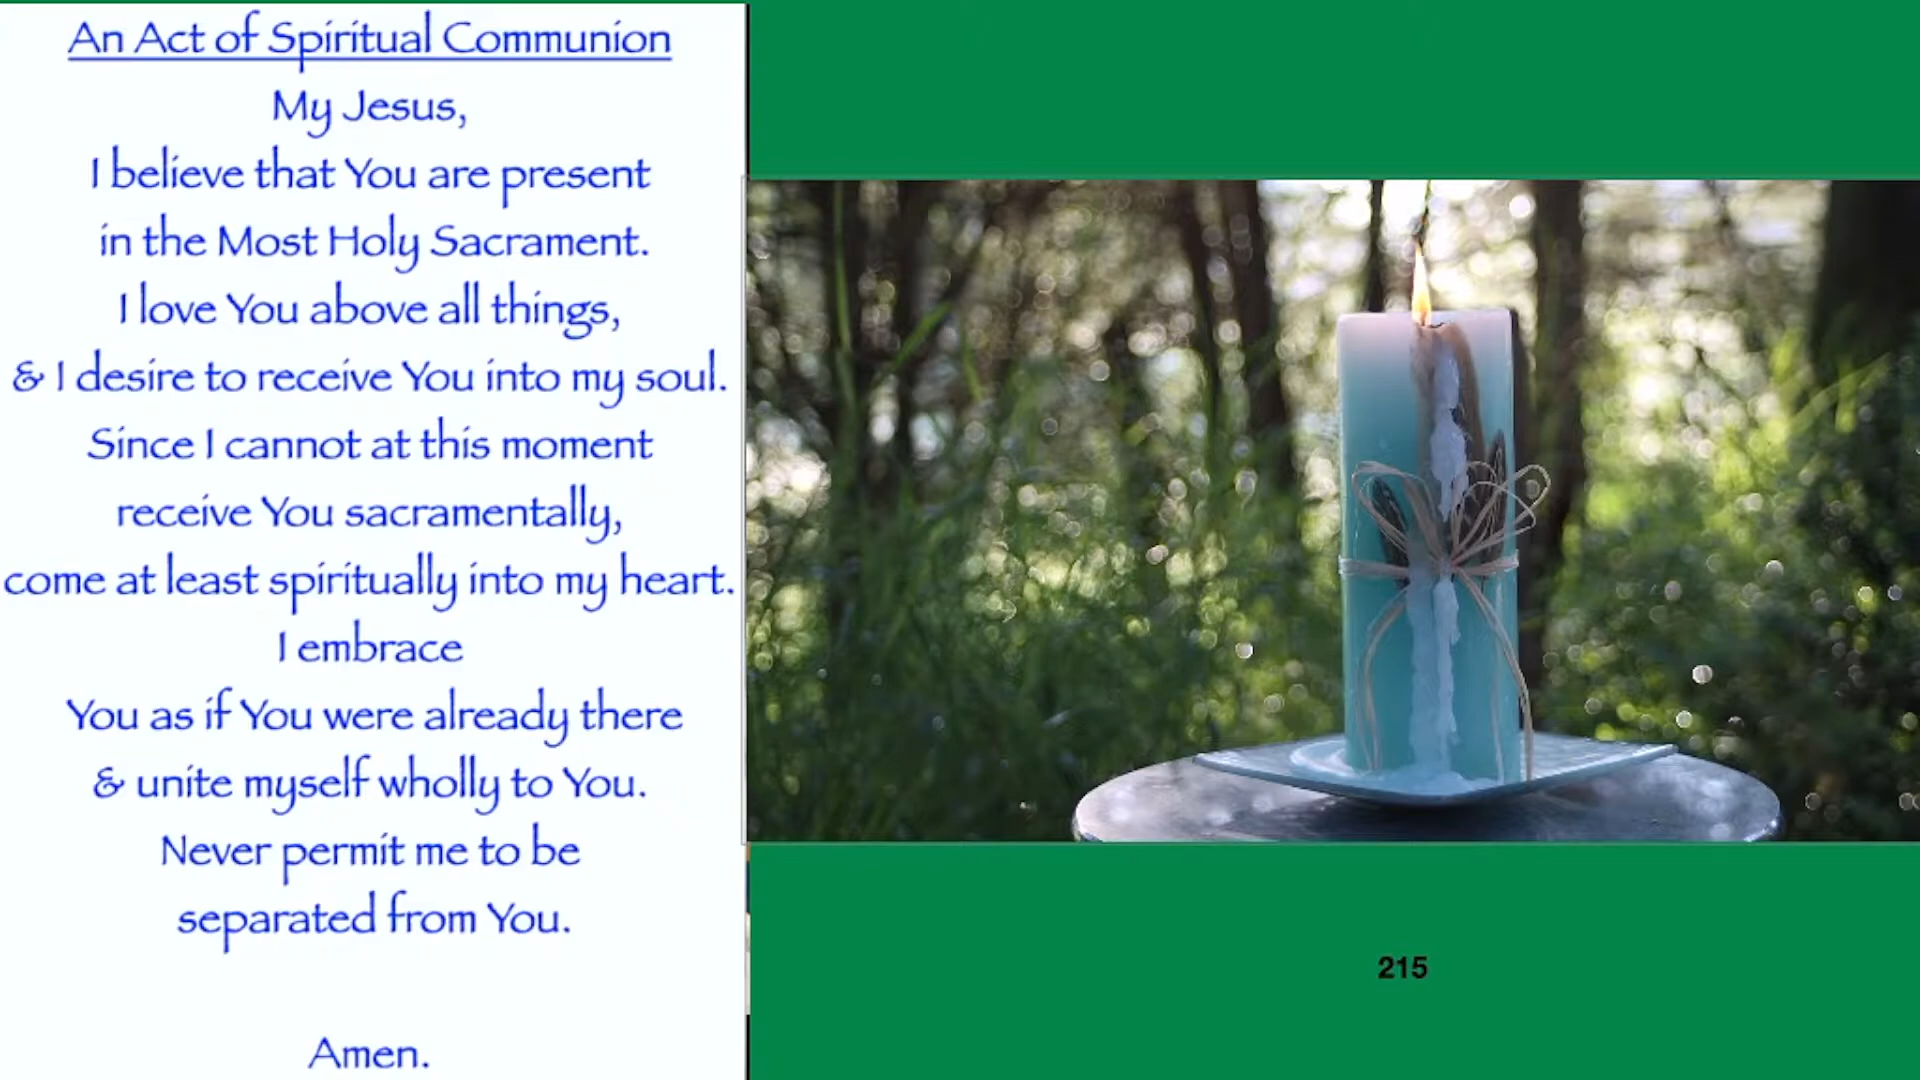 An Act of Spiritual Communion
My Jesus,
I believe that You are present
in the Most Holy Sacrament.
I love You above all things,
& I desire to receive You into my soul.
Since I cannot at this moment
receive You sacramentally,
come at least spiritually into my heart.
I embrace
You as if You were already there
& unite myself wholly to You.
Never permit me to be
separated from You.
Amen.
215